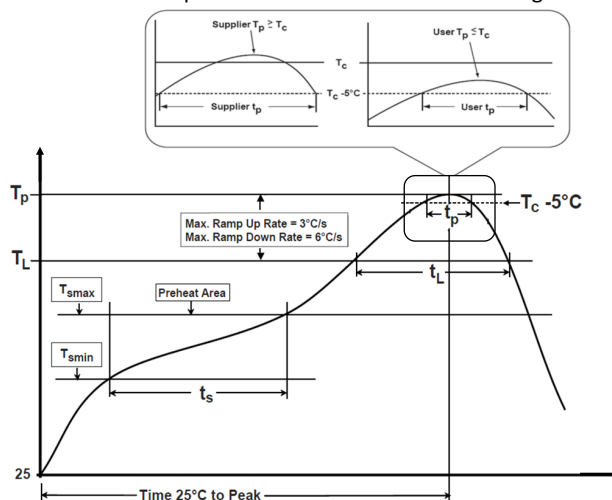 Supplier Tp ≥ Tc
User Tp ≤ Tc
Tc
Tc -5°C
Supplier tp
User tp
Tp
Tc -5°C
tp
Max. Ramp Up Rate = 3°C/s
Max. Ramp Down Rate = 6°C/s
TL
tL
Tsmax
Preheat Area
Tsmin
ts
25
Time 25°C to Peak